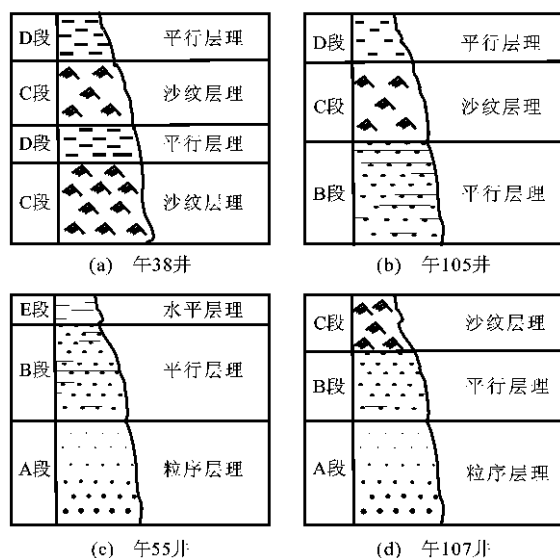 D段 平行层理
C段 沙纹层理
D段 平行层理
C段 沙纹层理
(a) 午38井
D段 平行层理
C段 沙纹层理
B段 平行层理
(b) 午105井
E段 水平层理
B段 平行层理
A段 粒序层理
(c) 午55井
C段 沙纹层理
B段 平行层理
A段 粒序层理
(d) 午107井